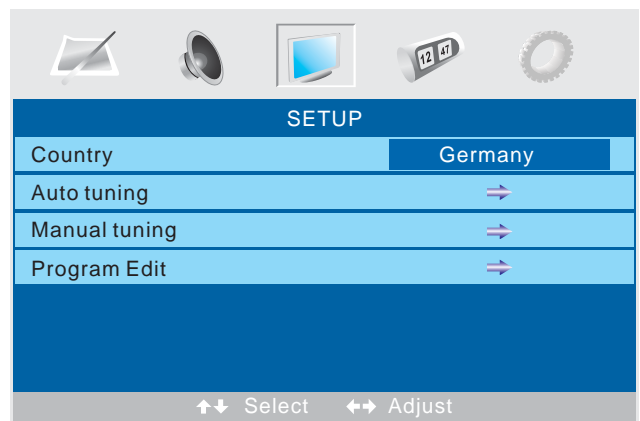 12 47
SETUP
Country Germany
Auto tuning
Manual tuning
Program Edit
Select Adjust